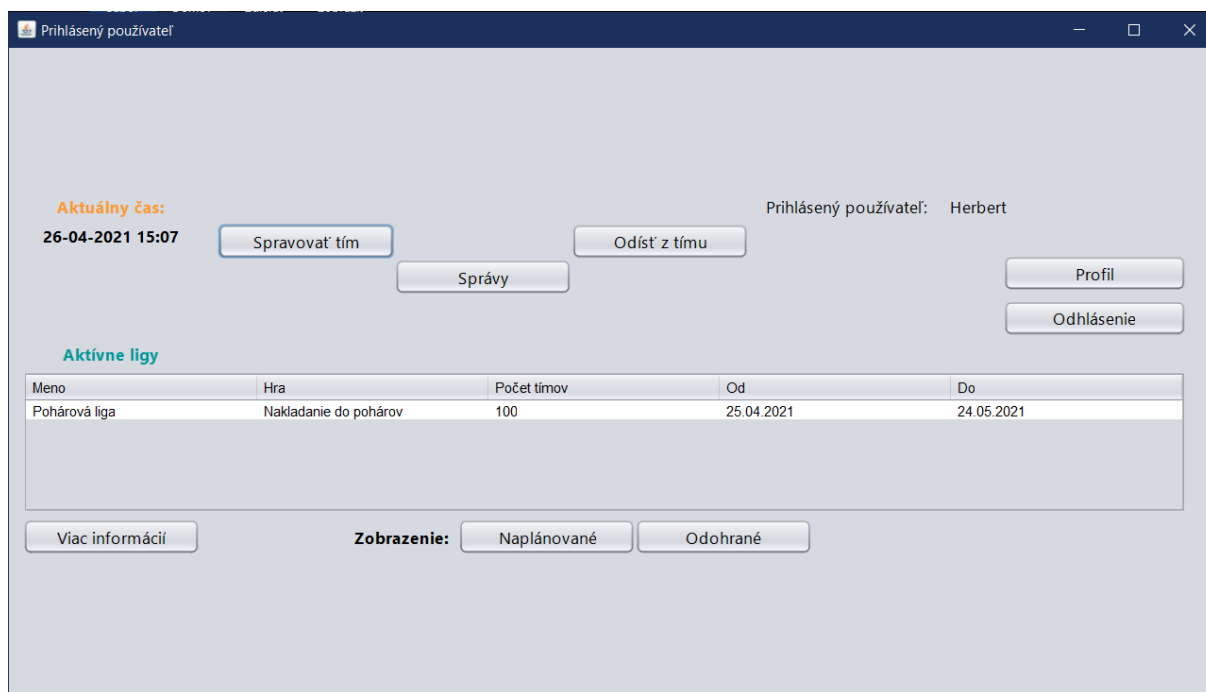 Prihlásený používateľ
Aktuálny čas:
Prihlásený používateľ: Herbert
26-04-2021 15:07
Spravovať tím
Odísť z tímu
Správy
Profil
Odhlásenie
Aktívne ligy
Meno Hra Počet tímov Od Do
Pohárová liga Nakladanie do pohárov 100 25.04.2021 24.05.2021
Viac informácií
Zobrazenie: Naplánované Odohrané